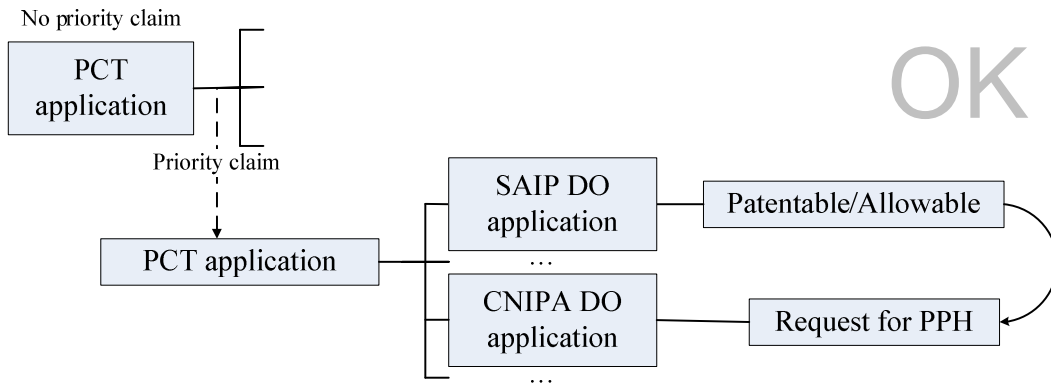 No priority claim
PCT
application
OK
Priority claim
SAIP DO
application
Patentable/Allowable
PCT application
...
CNIPA DO
application
Request for PPH
...